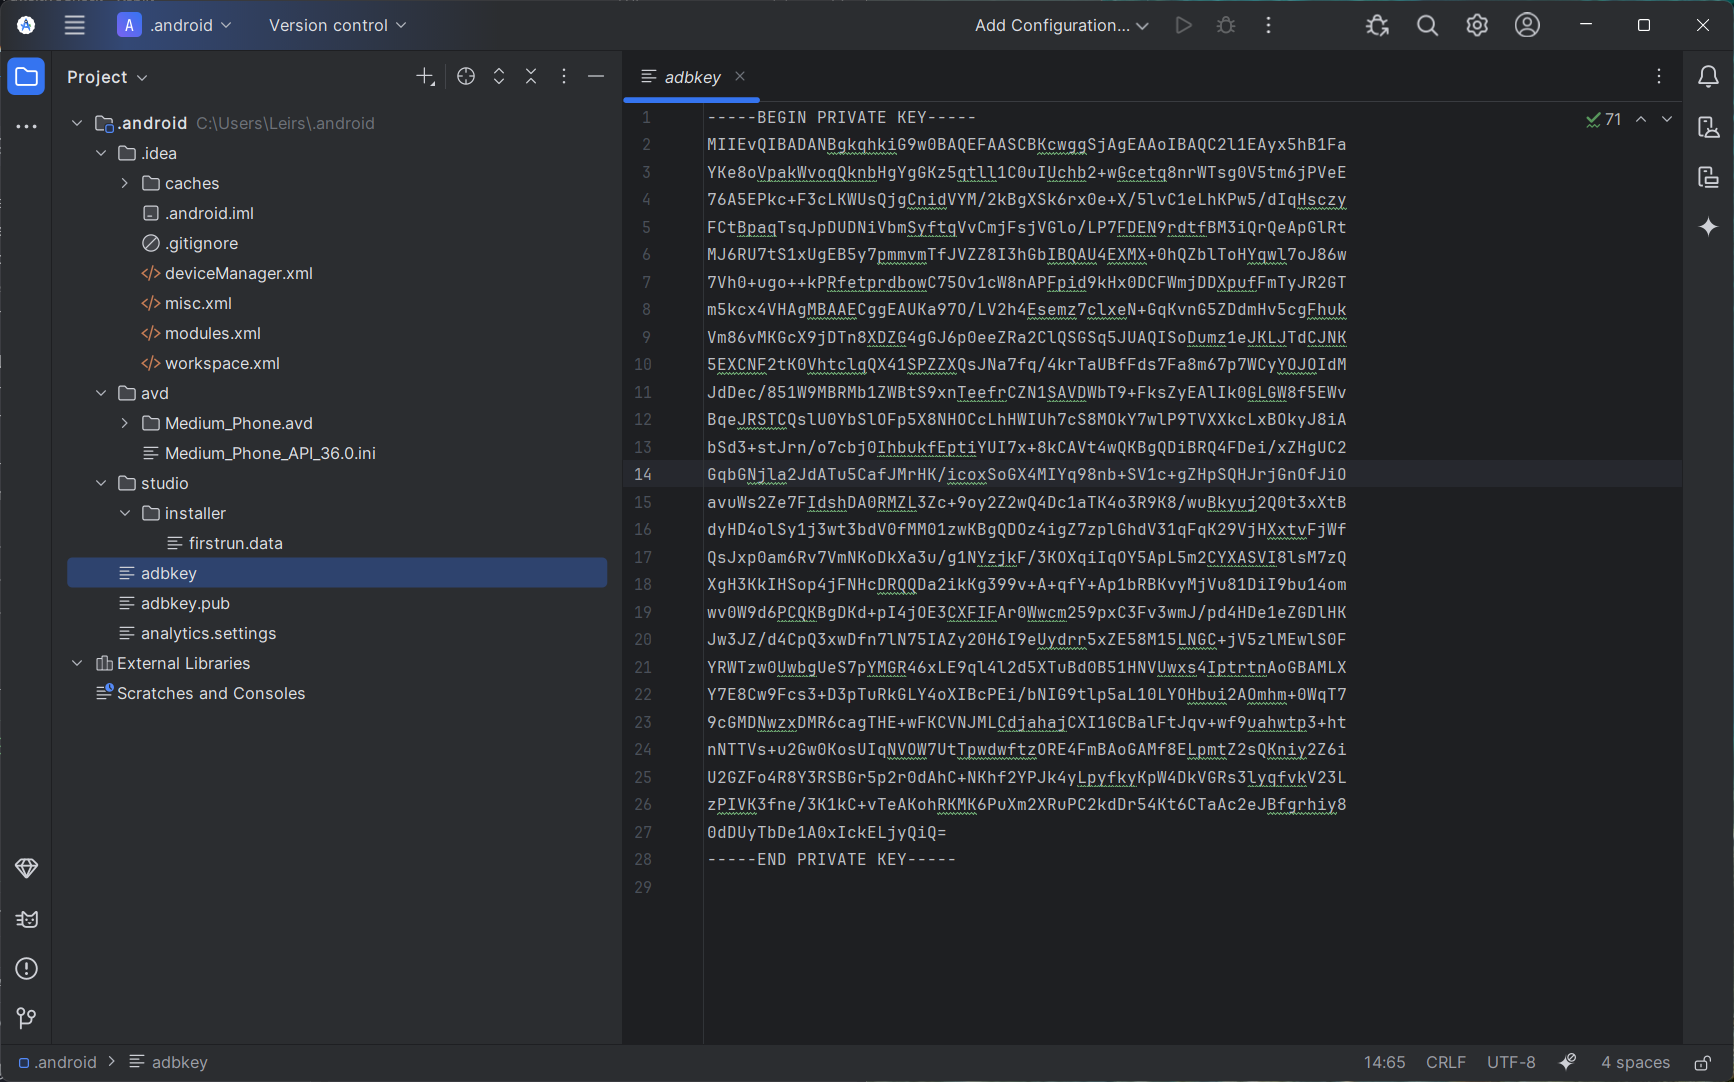 A .android Version control Add Configuration...
Project
.android C:\Users\Leirs\.android
.idea
caches
.android.iml
.gitignore
deviceManager.xml
misc.xml
modules.xml
workspace.xml
avd
Medium_Phone.avd
Medium_Phone_API_36.0.ini
studio
installer
firstrun.data
adbkey
adbkey.pub
analytics.settings
External Libraries
Scratches and Consoles
adbkey
71
1 -----BEGIN PRIVATE KEY-----
2 MIIEvQIBADANBgkqhkiG9w0BAQEFAASCBKcwggSjAgEAAoIBAQC2l1EAyx5hB1Fa
3 YKe8oVpakWvoqQknbHgYgGKz5qtll1C0uIUchb2+wGcetq8nrWTsg0V5tm6jPVeE
4 76A5EPkc+F3cLKWUsQjgCnidVYM/2kBgXSk6rx0e+X/5lvC1eLhKPw5/dIqHsczy
5 FCtBpaqTsqJpDUDNiVbmSyftqVvCmjFsjVGlo/LP7FDEN9rdtfBM3iQrQeApGlRt
6 MJ6RU7tS1xUgEB5y7pmmvmTfJVZZ8I3hGbIBQAU4EXMX+0hQZblToHYqwl7oJ86w
7 7Vh0+ugo++kPRfetprdbowC750v1cW8nAPFpid9kHx0DCFWmjDDXpufFmTyJR2GT
8 m5kcx4VHAgMBAAECggEAUKa97O/LV2h4Esemz7clxeN+GqKvnG5ZDdmHv5cgFhuk
9 Vm86vMKGcX9jDTn8XDZG4gGJ6p0eeZRa2ClQSGSq5JUAQISoDumz1eJKLJTdCJNK
10 5EXCNF2tK0VhtclqQX41SPZZXQsJNa7fq/4krTaUBfFds7Fa8m67p7WCyYOJOIdM
11 JdDec/851W9MBRMb1ZWBtS9xnTeefrCZN1SAVDWbT9+FksZyEAlIk0GLGW8f5EWv
12 BqeJRSTCQslU0YbSlOFp5X8NHOCcLhHWIUh7cS8MOkY7wlP9TVXXkcLxBOkyJ8iA
13 bSd3+stJrn/o7cbj0IhbukfEptiYUI7x+8kCAVt4wQKBgQDiBRQ4FDei/xZHgUC2
14 GqbGNjla2JdATu5CafJMrHK/icoxSoGX4MIYq98nb+SV1c+gZHpSQHJrjGnOfJiO
15 avuWs2Ze7FIdshDA0RMZL3Zc+9oy2Z2wQ4Dc1aTK4o3R9K8/wuBkyuj2Q0t3xXtB
16 dyHD4olSy1j3wt3bdV0fMM01zwKBgQDOz4igZ7zplGhdV31qFqK29VjHXxtvFjWf
17 QsJxp0am6Rv7VmNKoDkXa3u/g1NYzjkF/3KOXqiIqOY5ApL5m2CYXASVI8lsM7zQ
18 XgH3KkIHSop4jFNHcDRQQDa2ikKg399v+A+qfY+Ap1bRBKvyMjVu81DiI9bu14om
19 wv0W9d6PCQKBgDKd+pI4jOE3CXFIFAr0Wwcm259pxC3Fv3wmJ/pd4HDe1eZGDlHK
20 Jw3JZ/d4CpQ3xwDfn7lN75IAZy20H6I9eUydrr5xZE58M15LNGC+jV5zlMEwlS0F
21 YRWTzw0UwbgUeS7pYMGR46xLE9ql4l2d5XTuBd0B51HNVUwxs4IptrtnAoGBAMLX
22 Y7E8Cw9Fcs3+D3pTuRkGLY4oXIBcPEi/bNIG9tlp5aL10LYOHbui2AOmhm+0WqT7
23 9cGMDNwzxDMR6cagTHE+wFKCVNJMLCdjahajCXI1GCBalFtJqv+wf9uahwtp3+ht
24 nNTTVs+u2Gw0KosUIqNVOW7UtTpwdwftzORE4FmBAoGAMf8ELpmtZ2sQKniy2Z6i
25 U2GZFo4R8Y3RSBGr5p2r0dAhC+NKhf2YPJk4yLpyfkyKpW4DkVGRs3lyqfvkV23L
26 zPIVK3fne/3K1kC+vTeAKohRKMK6PuXm2XRuPC2kdDr54Kt6CTaAc2eJBfgrhiy8
27 0dDUyTbDe1A0xIckELjyQiQ=
28 -----END PRIVATE KEY-----
29
.android adbkey 14:65 CRLF UTF-8 4 spaces